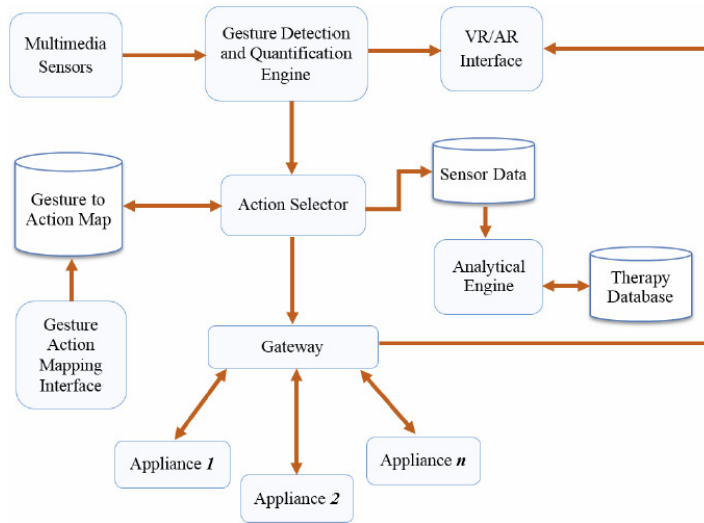 Multimedia
Sensors
Gesture Detection
and Quantification
Engine
VR/AR
Interface
Gesture to
Action Map
Action Selector
Sensor Data
Analytical
Engine
Therapy
Database
Gesture
Action
Mapping
Interface
Gateway
Appliance 1
Appliance 2
Appliance n